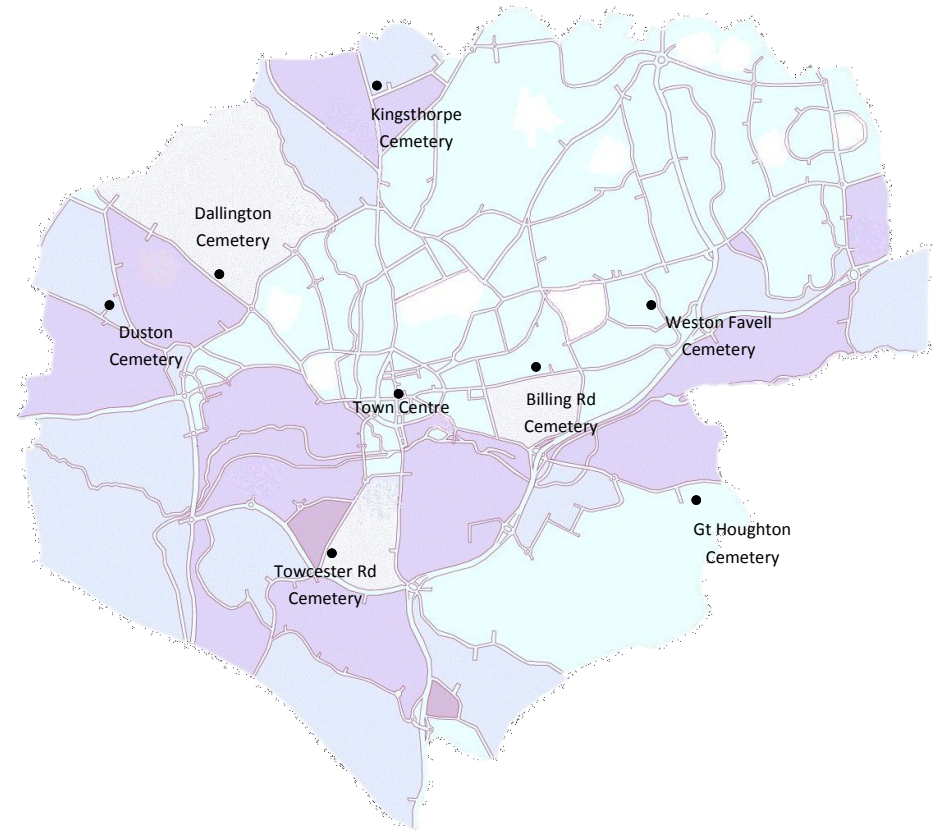 Kingsthorpe
Cemetery
Dallington
Cemetery
Duston
Cemetery
Weston Favell
Cemetery
Town Centre
Billing Rd
Cemetery
Gt Houghton
Cemetery
Towcester Rd
Cemetery